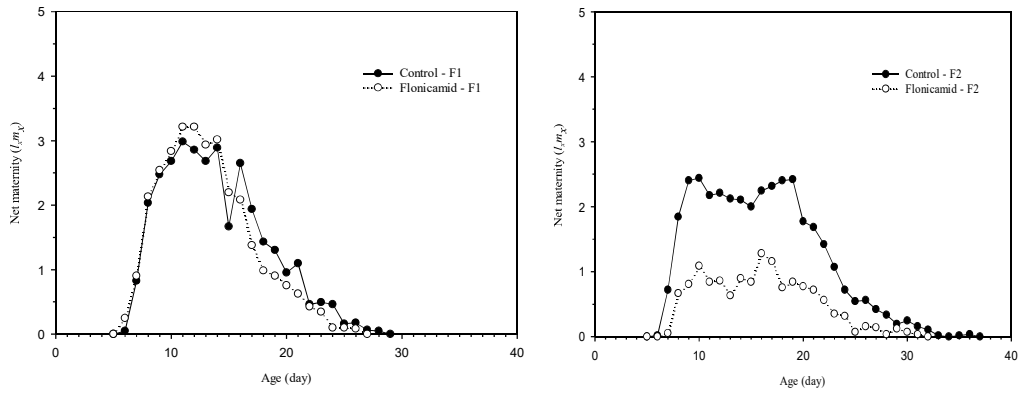 5
4
3
2
1
0
0
10
20
30
40
Net maternity (lₓmₓ)
Age (day)
Control - F1
Flonicamid - F1
5
4
3
2
1
0
0
10
20
30
40
Net maternity (lₓmₓ)
Age (day)
Control - F2
Flonicamid - F2